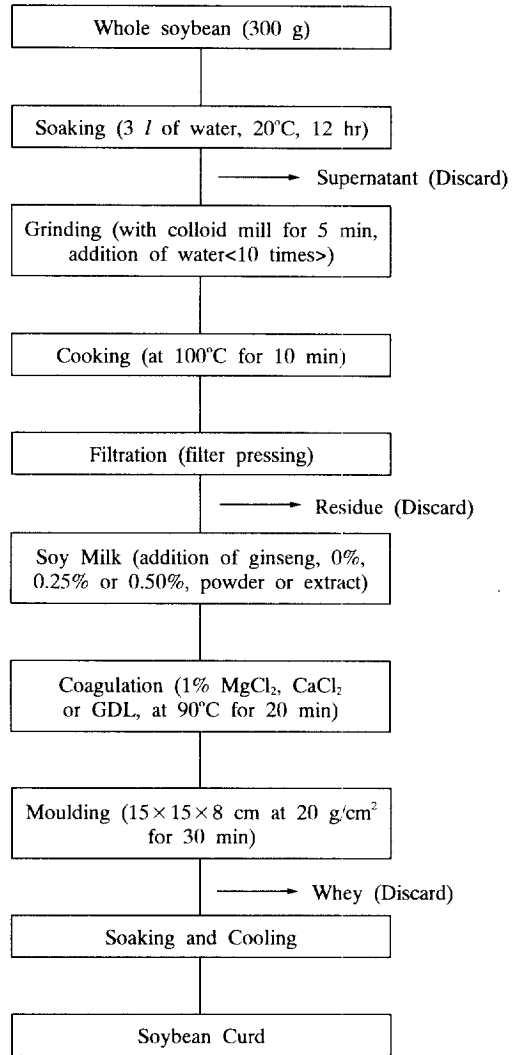 Whole soybean (300 g)
Soaking (3 l of water, 20°C, 12 hr)
Supernatant (Discard)
Grinding (with colloid mill for 5 min,
addition of water<10 times>)
Cooking (at 100°C for 10 min)
Filtration (filter pressing)
Residue (Discard)
Soy Milk (addition of ginseng, 0%,
0.25% or 0.50%, powder or extract)
Coagulation (1% MgCl₂, CaCl₂
or GDL, at 90°C for 20 min)
Moulding (15×15×8 cm at 20 g/cm²
for 30 min)
Whey (Discard)
Soaking and Cooling
Soybean Curd